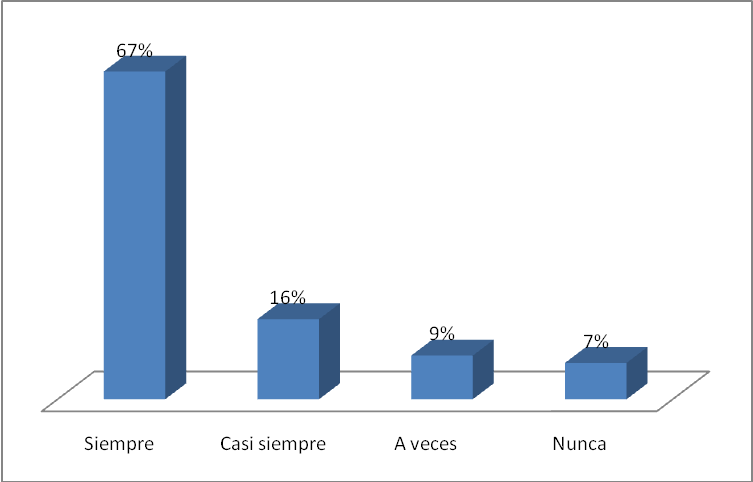 67%
16%
9%
7%
Siempre
Casi siempre
A veces
Nunca